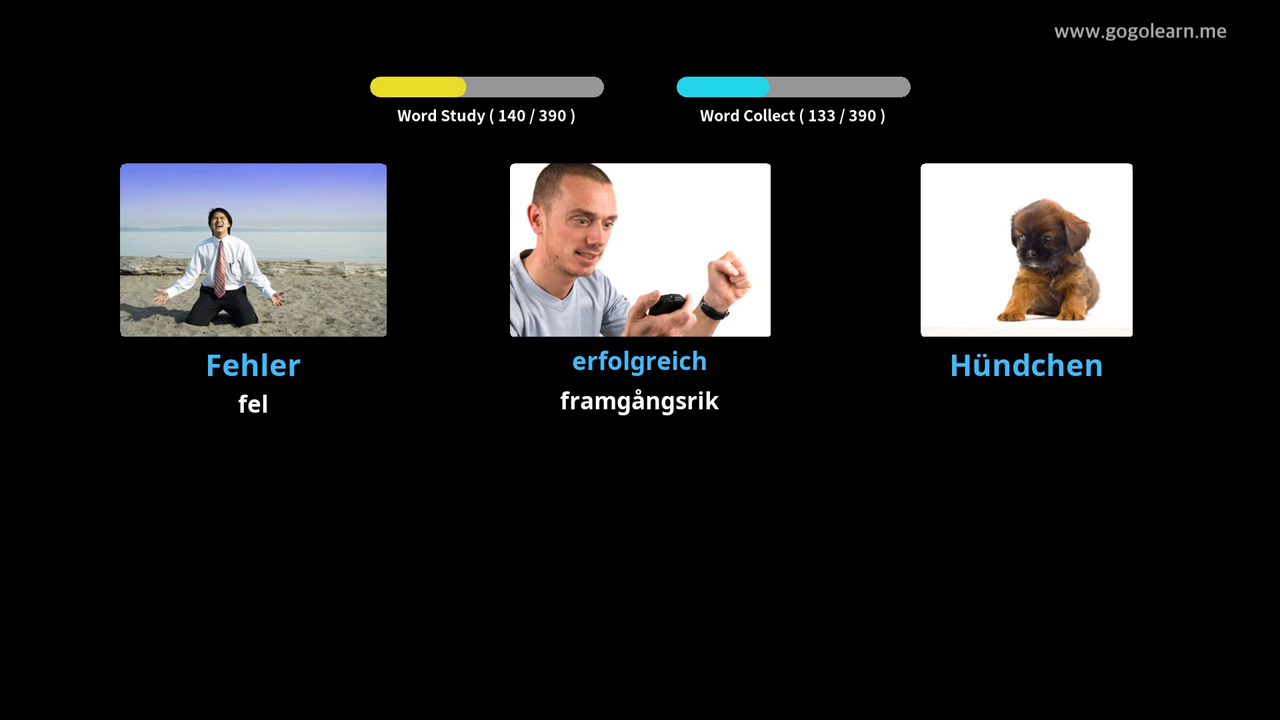 www.gogolearn.me
Word Study ( 140 / 390 )
Word Collect ( 133 / 390 )
Fehler
fel
erfolgreich
framgångsrik
Hündchen